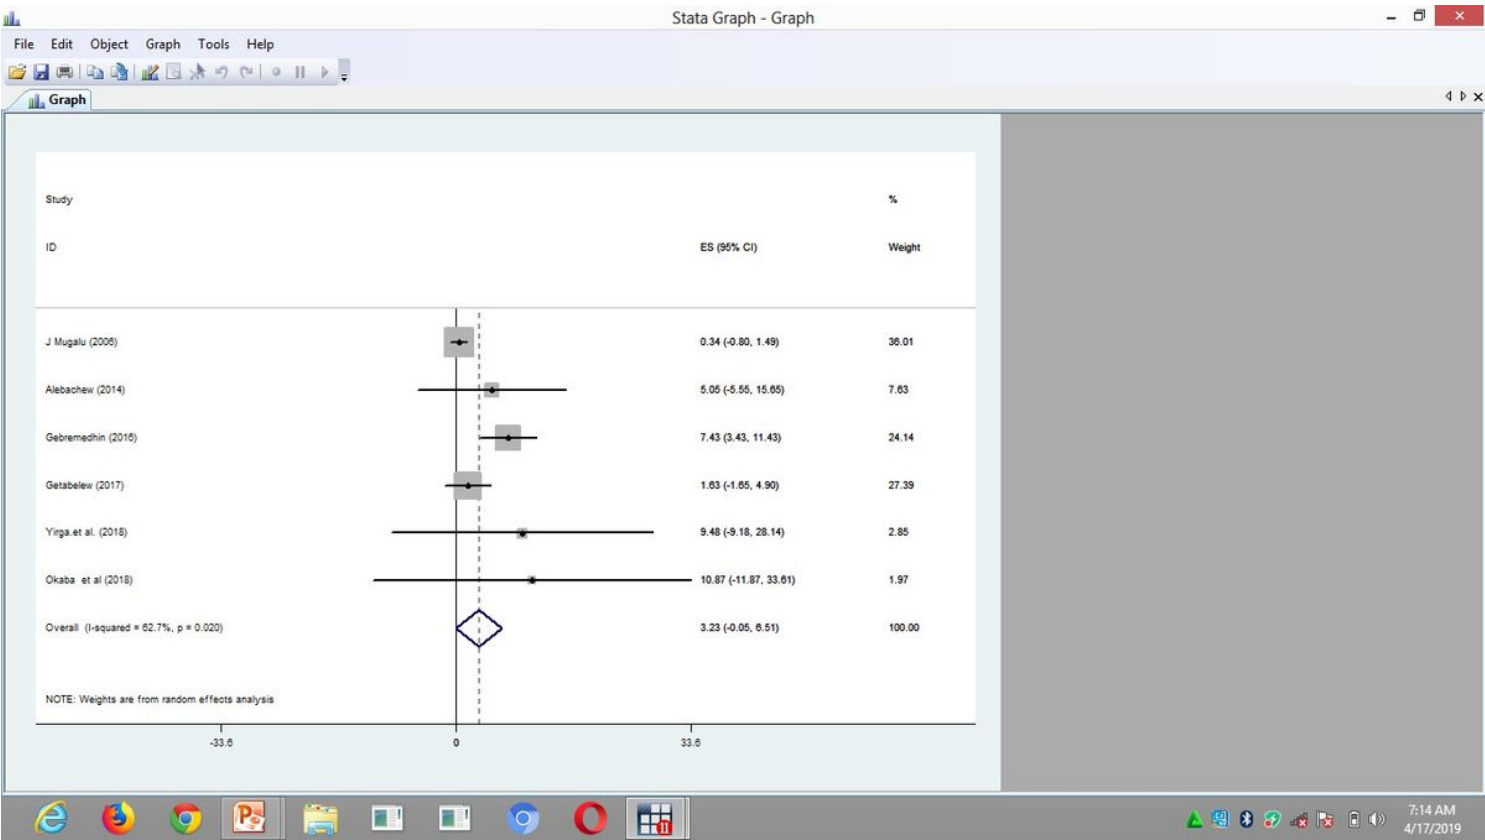 Stata Graph - Graph
File Edit Object Graph Tools Help
Graph
Study %
ID ES (95% CI) Weight
J Mugalu (2006) 0.34 (-0.80, 1.49) 36.01
Alebachew (2014) 5.05 (-5.55, 15.65) 7.63
Gebremedhin (2016) 7.43 (3.43, 11.43) 24.14
Getabelew (2017) 1.63 (-1.65, 4.90) 27.39
Yirga.et al. (2018) 9.48 (-9.18, 28.14) 2.85
Okaba et al (2018) 10.87 (-11.87, 33.61) 1.97
Overall (I-squared = 62.7%, p = 0.020) 3.23 (-0.05, 6.51) 100.00
NOTE: Weights are from random effects analysis
-33.6 0 33.6
7:14 AM
4/17/2019